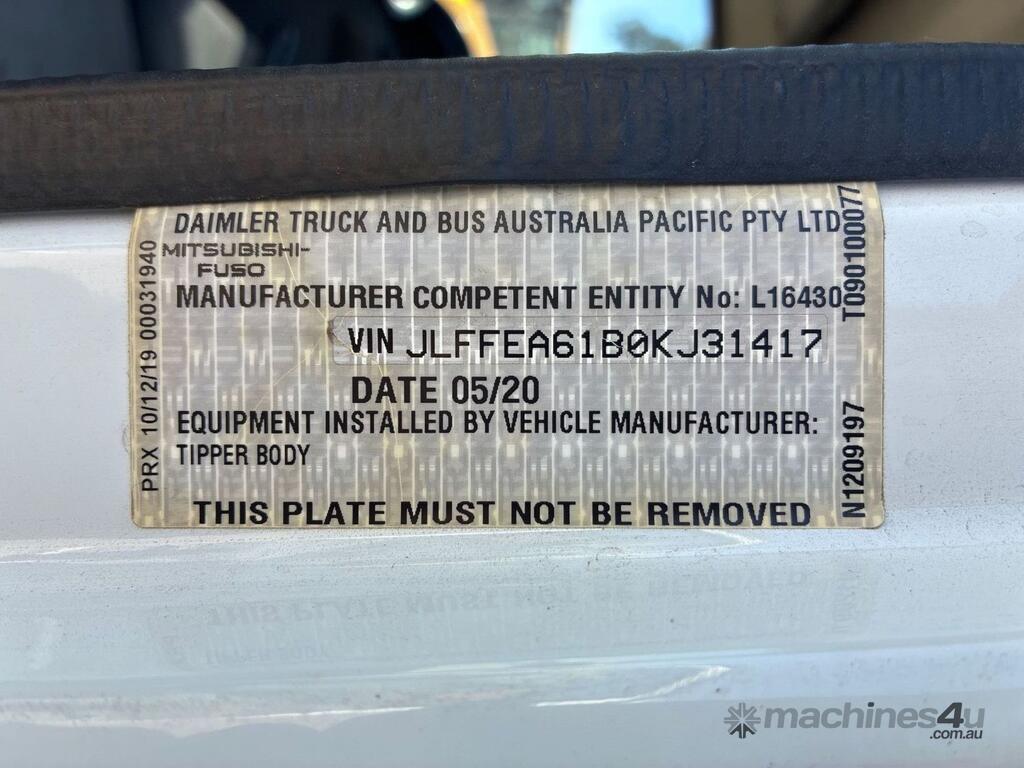 DAIMLER TRUCK AND BUS AUSTRALIA PACIFIC PTY LTD
MITSUBISHI-
FUSO
MANUFACTURER COMPETENT ENTITY No: L16430
VIN JLFFEA61B0KJ31417
DATE 05/20
EQUIPMENT INSTALLED BY VEHICLE MANUFACTURER:
TIPPER BODY
THIS PLATE MUST NOT BE REMOVED
PRX 10/12/19 00031940
N1209197
T090100077
machines4u
.com.au